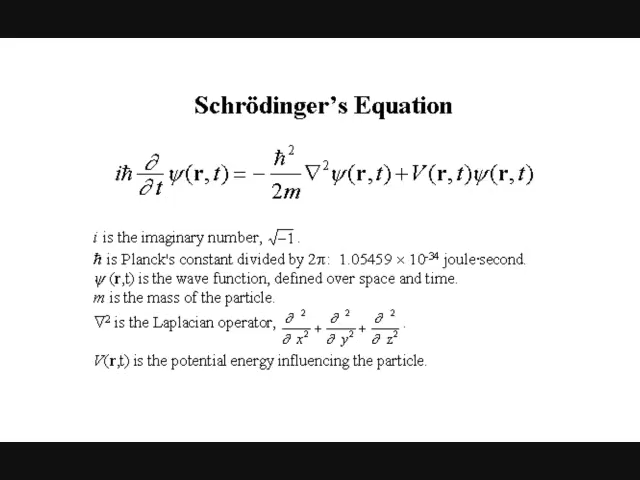 Schrödinger's Equation
iħ ∂/∂t ψ(r, t) = − ħ²/2m ∇²ψ(r, t) + V(r, t)ψ(r, t)
i is the imaginary number, √−1 .
ħ is Planck's constant divided by 2π: 1.05459 × 10⁻³⁴ joule-second.
ψ (r,t) is the wave function, defined over space and time.
m is the mass of the particle.
∇² is the Laplacian operator, ∂²/∂x² + ∂²/∂y² + ∂²/∂z² .
V(r,t) is the potential energy influencing the particle.